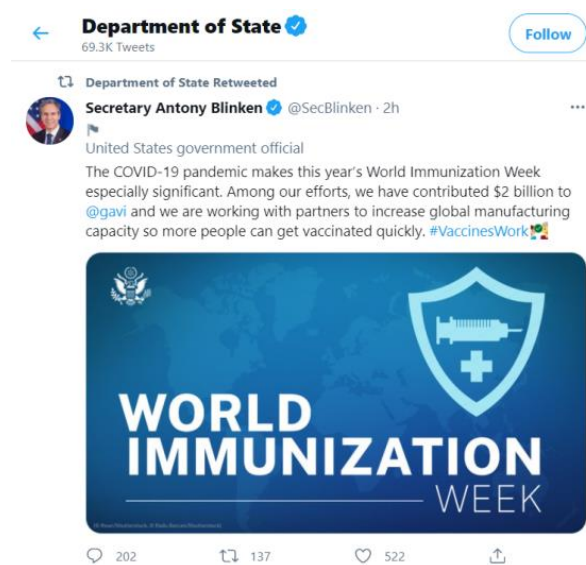 Department of State
69.3K Tweets
Follow
Department of State Retweeted
Secretary Antony Blinken @SecBlinken · 2h
United States government official
The COVID-19 pandemic makes this year's World Immunization Week
especially significant. Among our efforts, we have contributed $2 billion to
@gavi and we are working with partners to increase global manufacturing
capacity so more people can get vaccinated quickly. #VaccinesWork
WORLD
IMMUNIZATION
WEEK
202 137 522